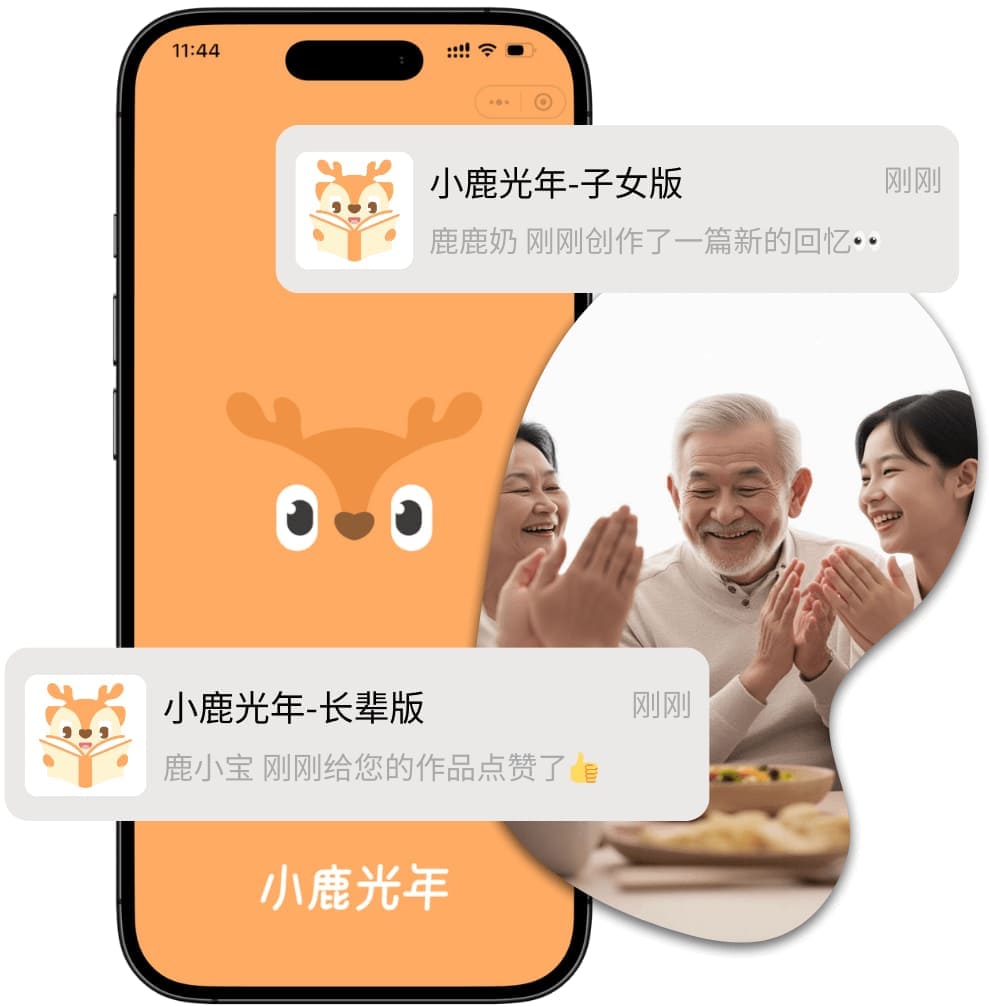 11:44
小鹿光年-子女版
刚刚
鹿鹿奶 刚刚创作了一篇新的回忆👀
小鹿光年-长辈版
刚刚
鹿小宝 刚刚给您的作品点赞了👍
小鹿光年